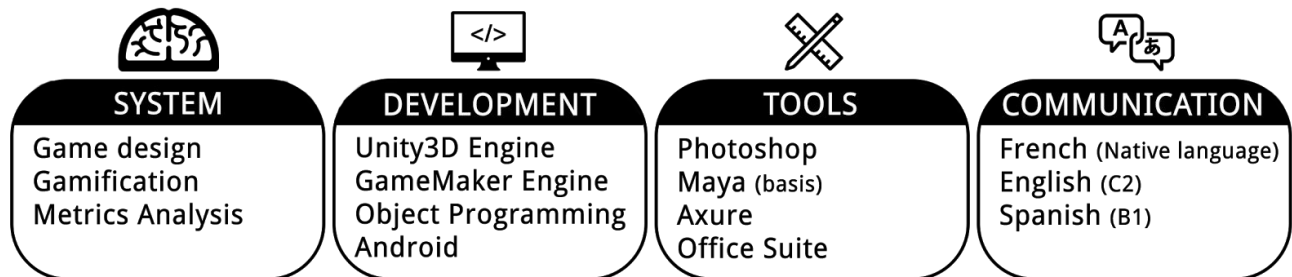 </>
A あ
SYSTEM
Game design
Gamification
Metrics Analysis
DEVELOPMENT
Unity3D Engine
GameMaker Engine
Object Programming
Android
TOOLS
Photoshop
Maya (basis)
Axure
Office Suite
COMMUNICATION
French (Native language)
English (C2)
Spanish (B1)